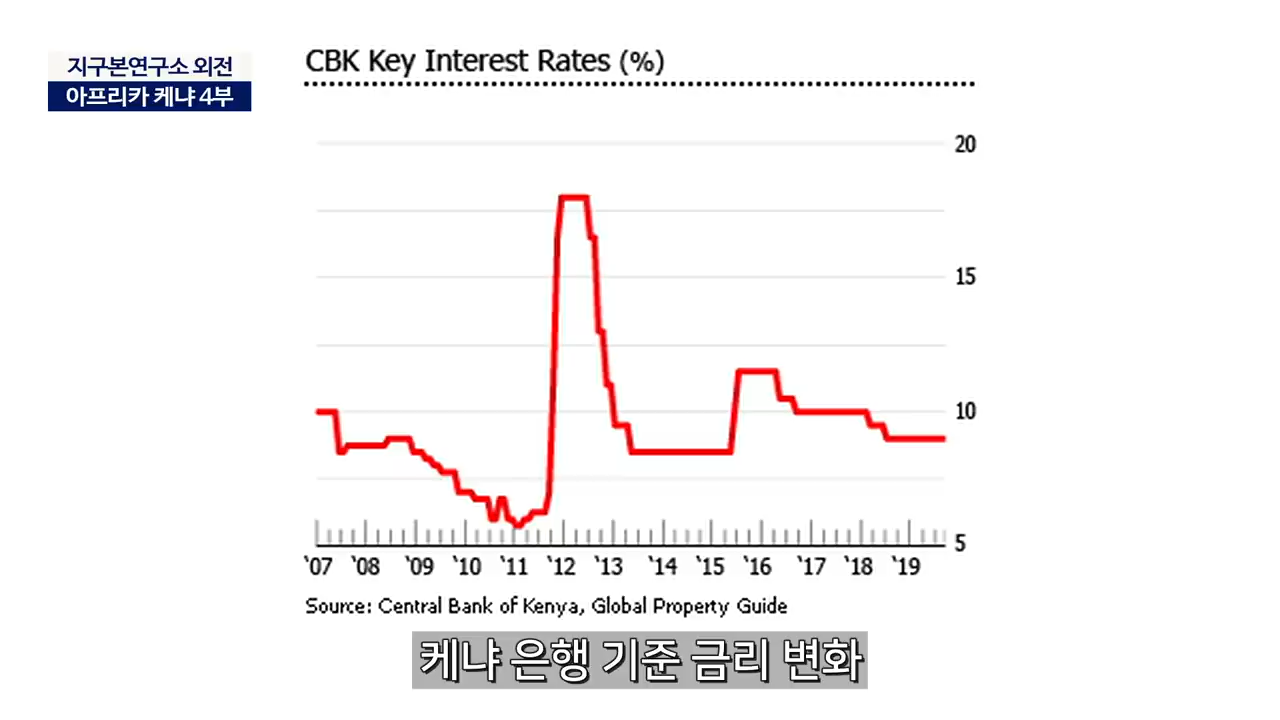 지구본연구소 외전
아프리카 케냐 4부
CBK Key Interest Rates (%)
20
15
10
5
‘07 ‘08 ‘09 ‘10 ‘11 ‘12 ‘13 ‘14 ‘15 ‘16 ‘17 ‘18 ‘19
Source: Central Bank of Kenya, Global Property Guide
케냐 은행 기준 금리 변화